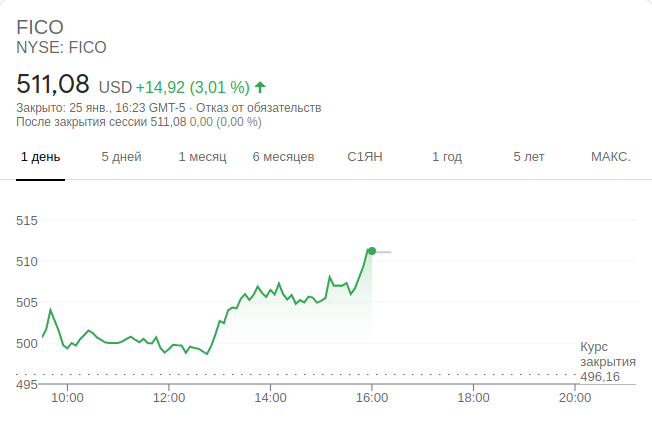 FICO
NYSE: FICO
511,08 USD +14,92 (3,01 %)
Закрыто: 25 янв., 16:23 GMT-5 · Отказ от обязательств
После закрытия сессии 511,08 0,00 (0,00 %)
1 день 5 дней 1 месяц 6 месяцев С1ЯН 1 год 5 лет МАКС.
515
510
505
500
Курс
закрытия
496,16
495
10:00 12:00 14:00 16:00 18:00 20:00